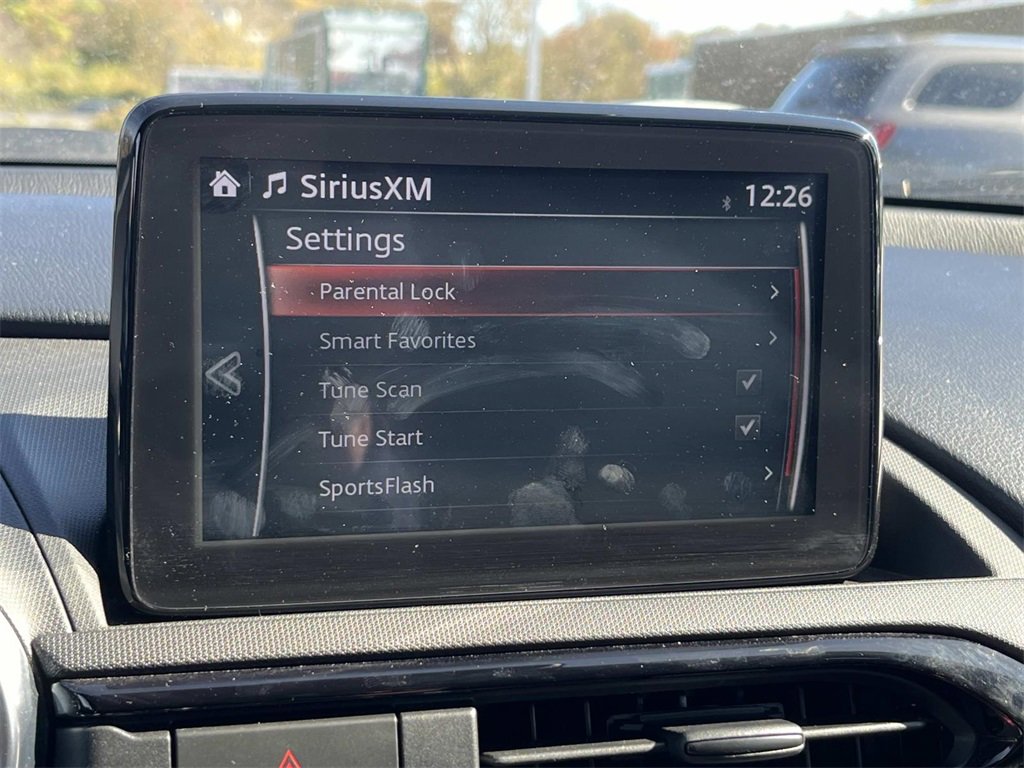 SiriusXM 12:26
Settings
Parental Lock
Smart Favorites
Tune Scan
Tune Start
SportsFlash